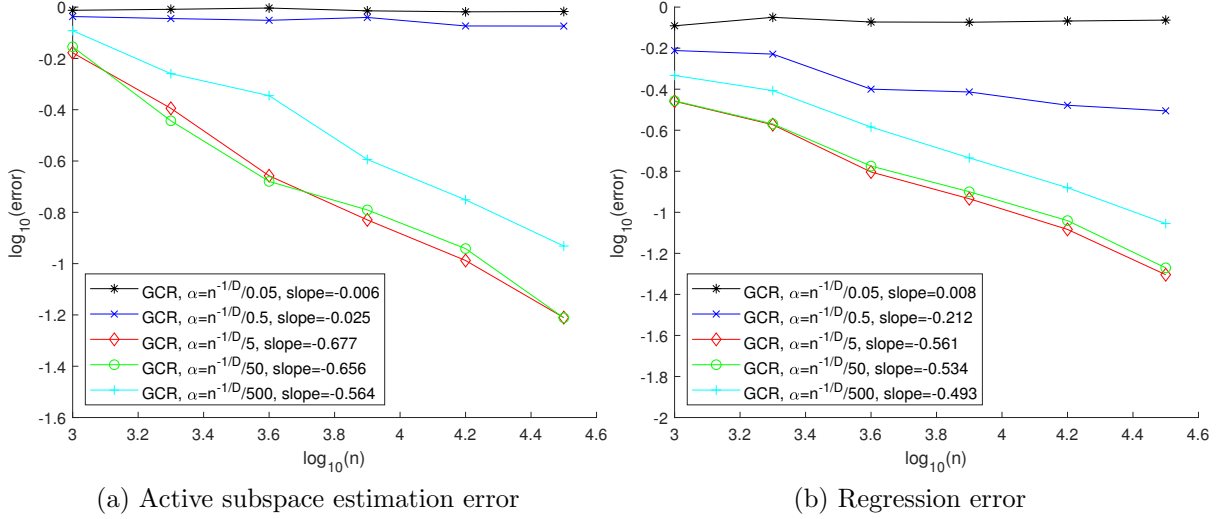 0
-0.2
-0.4
-0.6
-0.8
-1
-1.2
-1.4
-1.6
log10(error)
GCR, α=n^-1/D/0.05, slope=-0.006
GCR, α=n^-1/D/0.5, slope=-0.025
GCR, α=n^-1/D/5, slope=-0.677
GCR, α=n^-1/D/50, slope=-0.656
GCR, α=n^-1/D/500, slope=-0.564
3 3.2 3.4 3.6 3.8 4 4.2 4.4 4.6
log10(n)
(a) Active subspace estimation error
0
-0.2
-0.4
-0.6
-0.8
-1
-1.2
-1.4
-1.6
-1.8
-2
log10(error)
GCR, α=n^-1/D/0.05, slope=0.008
GCR, α=n^-1/D/0.5, slope=-0.212
GCR, α=n^-1/D/5, slope=-0.561
GCR, α=n^-1/D/50, slope=-0.534
GCR, α=n^-1/D/500, slope=-0.493
3 3.2 3.4 3.6 3.8 4 4.2 4.4 4.6
log10(n)
(b) Regression error